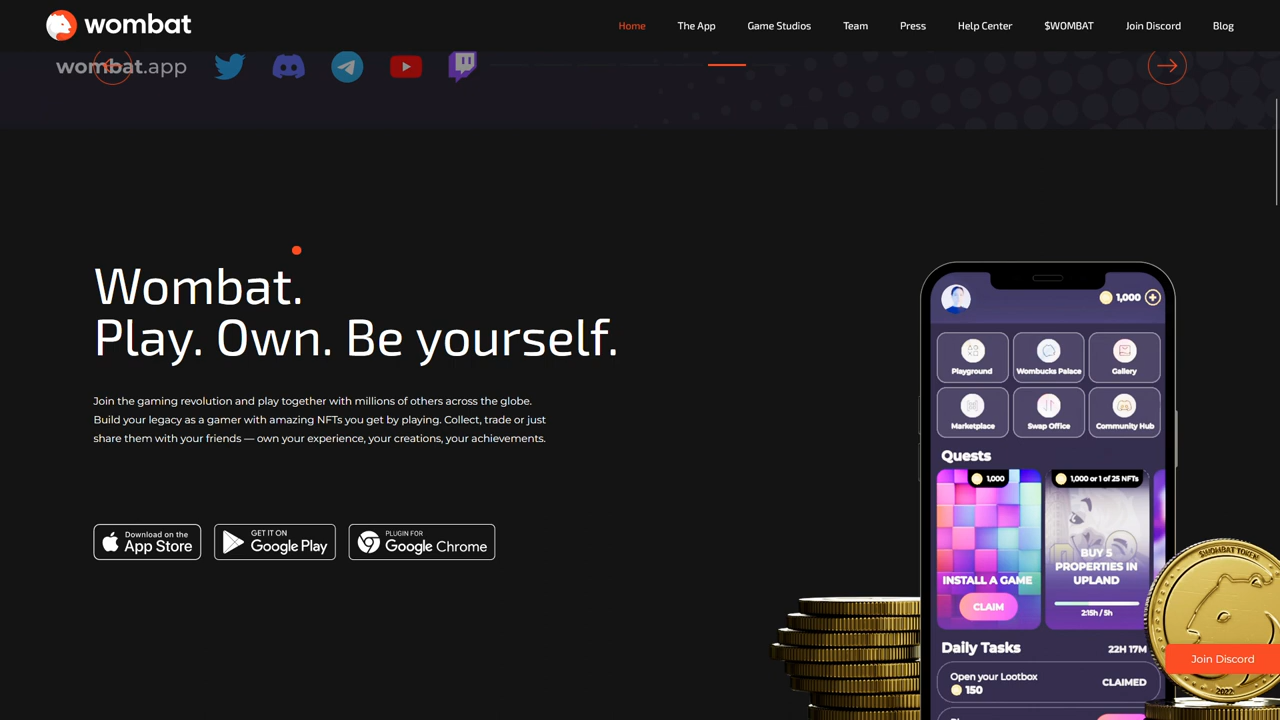 wombat
Home
The App
Game Studios
Team
Press
Help Center
$WOMBAT
Join Discord
Blog
wombat.app
Wombat.
Play. Own. Be yourself.
Join the gaming revolution and play together with millions of others across the globe.
Build your legacy as a gamer with amazing NFTs you get by playing. Collect, trade or just
share them with your friends — own your experience, your creations, your achievements.
Download on the
App Store
GET IT ON
Google Play
PLUGIN FOR
Google Chrome
1,000
Playground
Wombucks Palace
Gallery
Marketplace
Swap Office
Community Hub
Quests
1,000
INSTALL A GAME
CLAIM
1,000 or 1 of 25 NFTs
BUY 5
PROPERTIES IN
UPLAND
2:15h / 5h
Daily Tasks
22H 17M
Open your Lootbox
150
CLAIMED
$WOMBAT TOKEN
2022
Join Discord